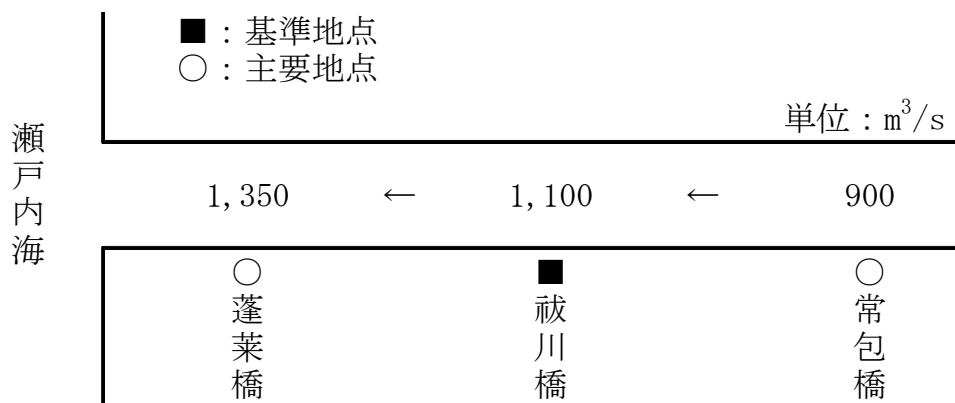 ■：基準地点
○：主要地点
単位：m³/s
瀬戸内海
1,350 ← 1,100 ← 900
○ ■ ○
蓬莱橋
祓川橋
常包橋